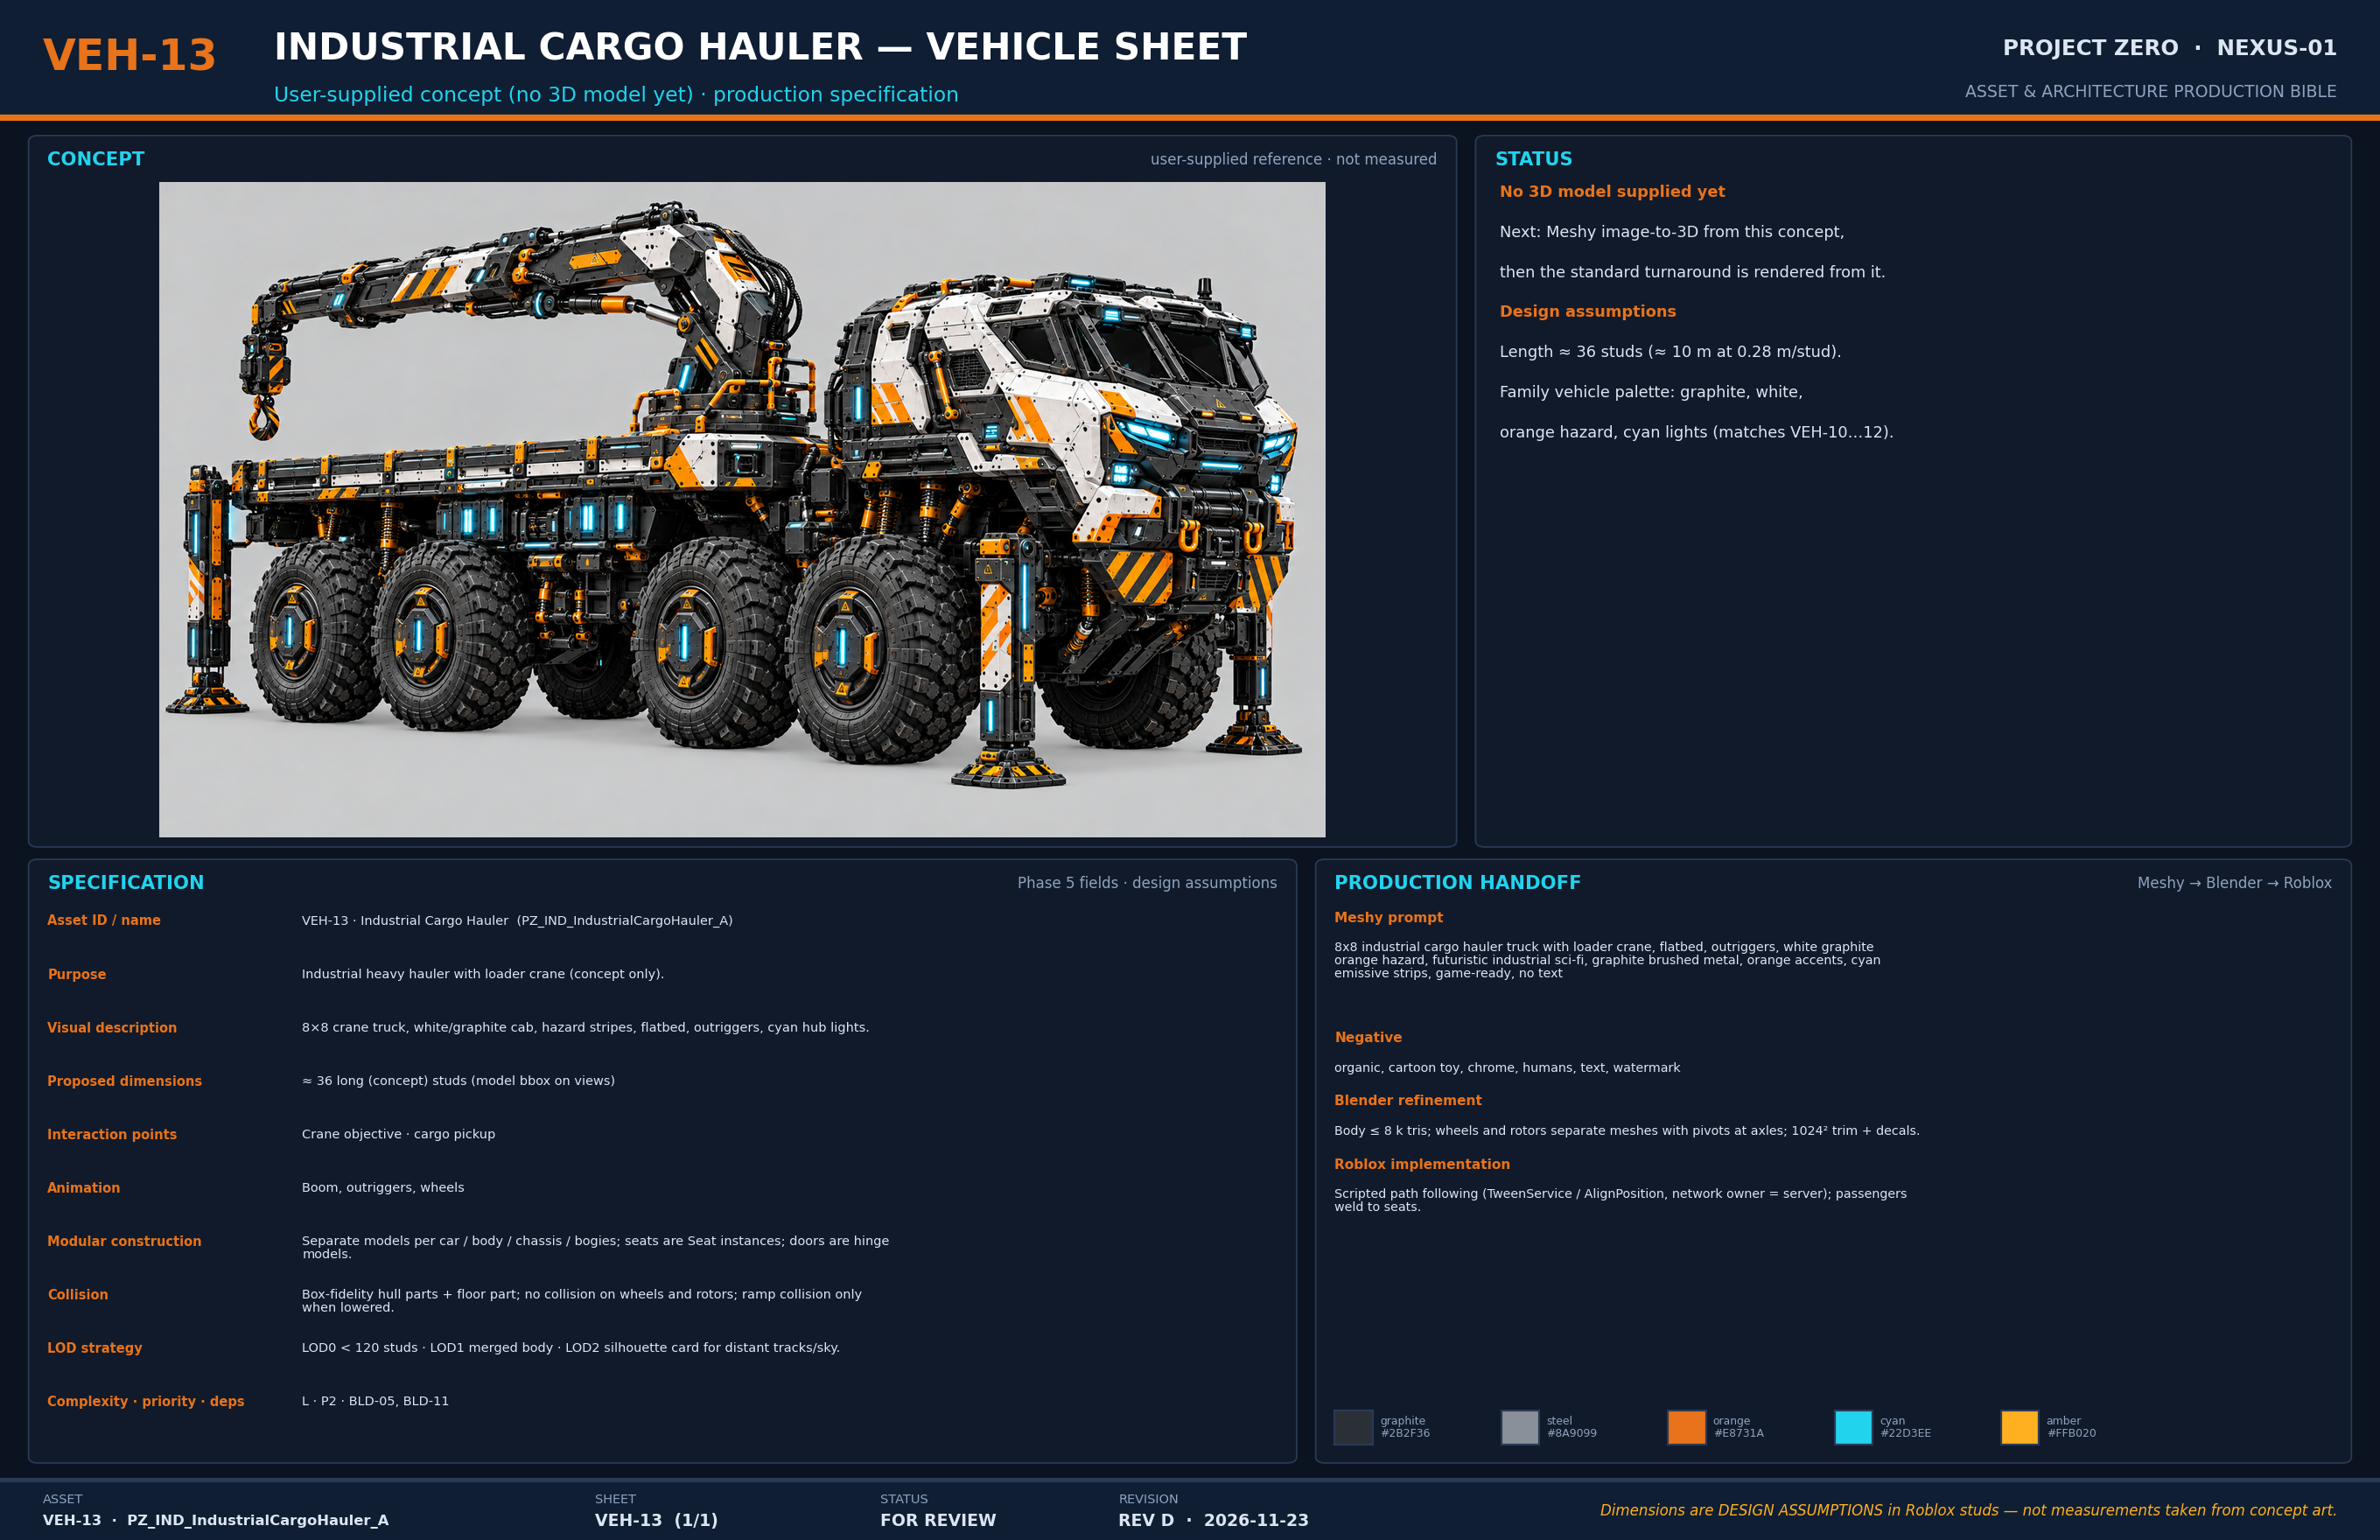 VEH-13
INDUSTRIAL CARGO HAULER — VEHICLE SHEET
User-supplied concept (no 3D model yet) · production specification
PROJECT ZERO · NEXUS-01
ASSET & ARCHITECTURE PRODUCTION BIBLE
CONCEPT
user-supplied reference · not measured
STATUS
No 3D model supplied yet
Next: Meshy image-to-3D from this concept,
then the standard turnaround is rendered from it.
Design assumptions
Length ≈ 36 studs (≈ 10 m at 0.28 m/stud).
Family vehicle palette: graphite, white,
orange hazard, cyan lights (matches VEH-10…12).
SPECIFICATION
Phase 5 fields · design assumptions
Asset ID / name
VEH-13 · Industrial Cargo Hauler (PZ_IND_IndustrialCargoHauler_A)
Purpose
Industrial heavy hauler with loader crane (concept only).
Visual description
8×8 crane truck, white/graphite cab, hazard stripes, flatbed, outriggers, cyan hub lights.
Proposed dimensions
≈ 36 long (concept) studs (model bbox on views)
Interaction points
Crane objective · cargo pickup
Animation
Boom, outriggers, wheels
Modular construction
Separate models per car / body / chassis / bogies; seats are Seat instances; doors are hinge
models.
Collision
Box-fidelity hull parts + floor part; no collision on wheels and rotors; ramp collision only
when lowered.
LOD strategy
LOD0 < 120 studs · LOD1 merged body · LOD2 silhouette card for distant tracks/sky.
Complexity · priority · deps
L · P2 · BLD-05, BLD-11
PRODUCTION HANDOFF
Meshy → Blender → Roblox
Meshy prompt
8x8 industrial cargo hauler truck with loader crane, flatbed, outriggers, white graphite
orange hazard, futuristic industrial sci-fi, graphite brushed metal, orange accents, cyan
emissive strips, game-ready, no text
Negative
organic, cartoon toy, chrome, humans, text, watermark
Blender refinement
Body ≤ 8 k tris; wheels and rotors separate meshes with pivots at axles; 1024² trim + decals.
Roblox implementation
Scripted path following (TweenService / AlignPosition, network owner = server); passengers
weld to seats.
graphite
#2B2F36
steel
#8A9099
orange
#E8731A
cyan
#22D3EE
amber
#FFB020
ASSET
VEH-13 · PZ_IND_IndustrialCargoHauler_A
SHEET
VEH-13 (1/1)
STATUS
FOR REVIEW
REVISION
REV D · 2026-11-23
Dimensions are DESIGN ASSUMPTIONS in Roblox studs — not measurements taken from concept art.